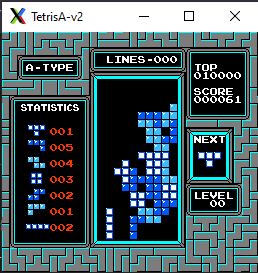 TetrisA-v2
LINES-000
A-TYPE
TOP
010000
SCORE
000061
STATISTICS
001
005
004
003
002
001
002
NEXT
LEVEL
00